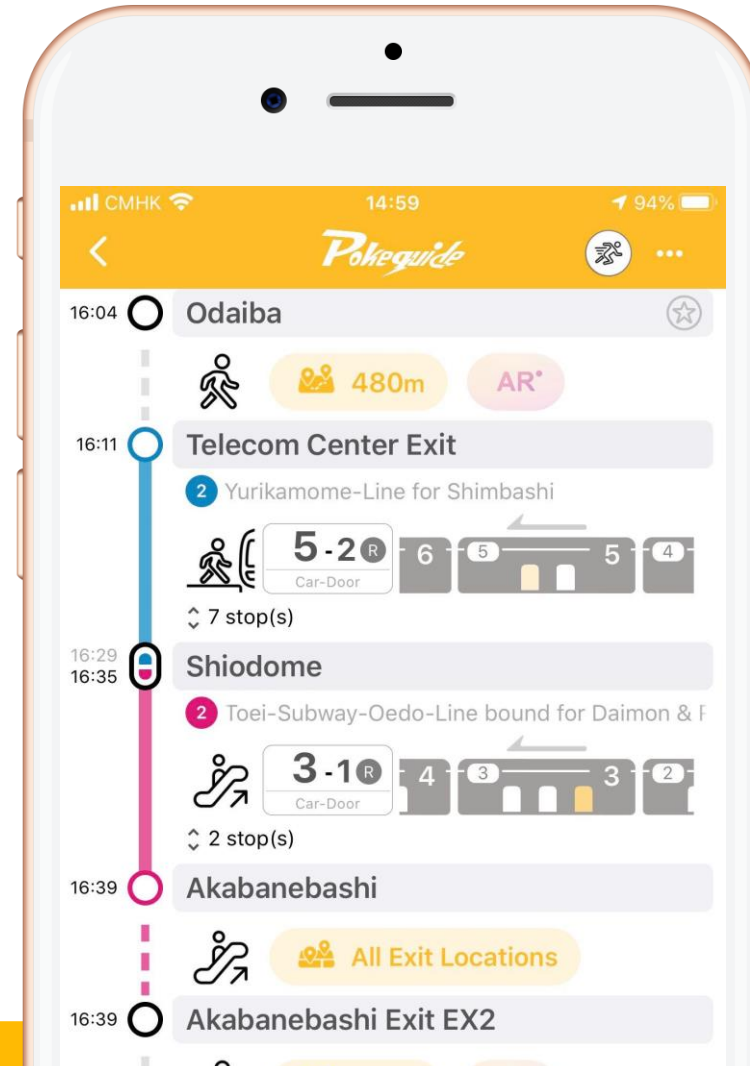 CMHK 14:59 94%
Pokeguide
16:04 Odaiba
480m AR
16:11 Telecom Center Exit
2 Yurikamome-Line for Shimbashi
5-2 R 6 5 5 4
Car-Door
7 stop(s)
16:29
16:35 Shiodome
2 Toei-Subway-Oedo-Line bound for Daimon &
3-1 R 4 3 3 2
Car-Door
2 stop(s)
16:39 Akabanebashi
All Exit Locations
16:39 Akabanebashi Exit EX2